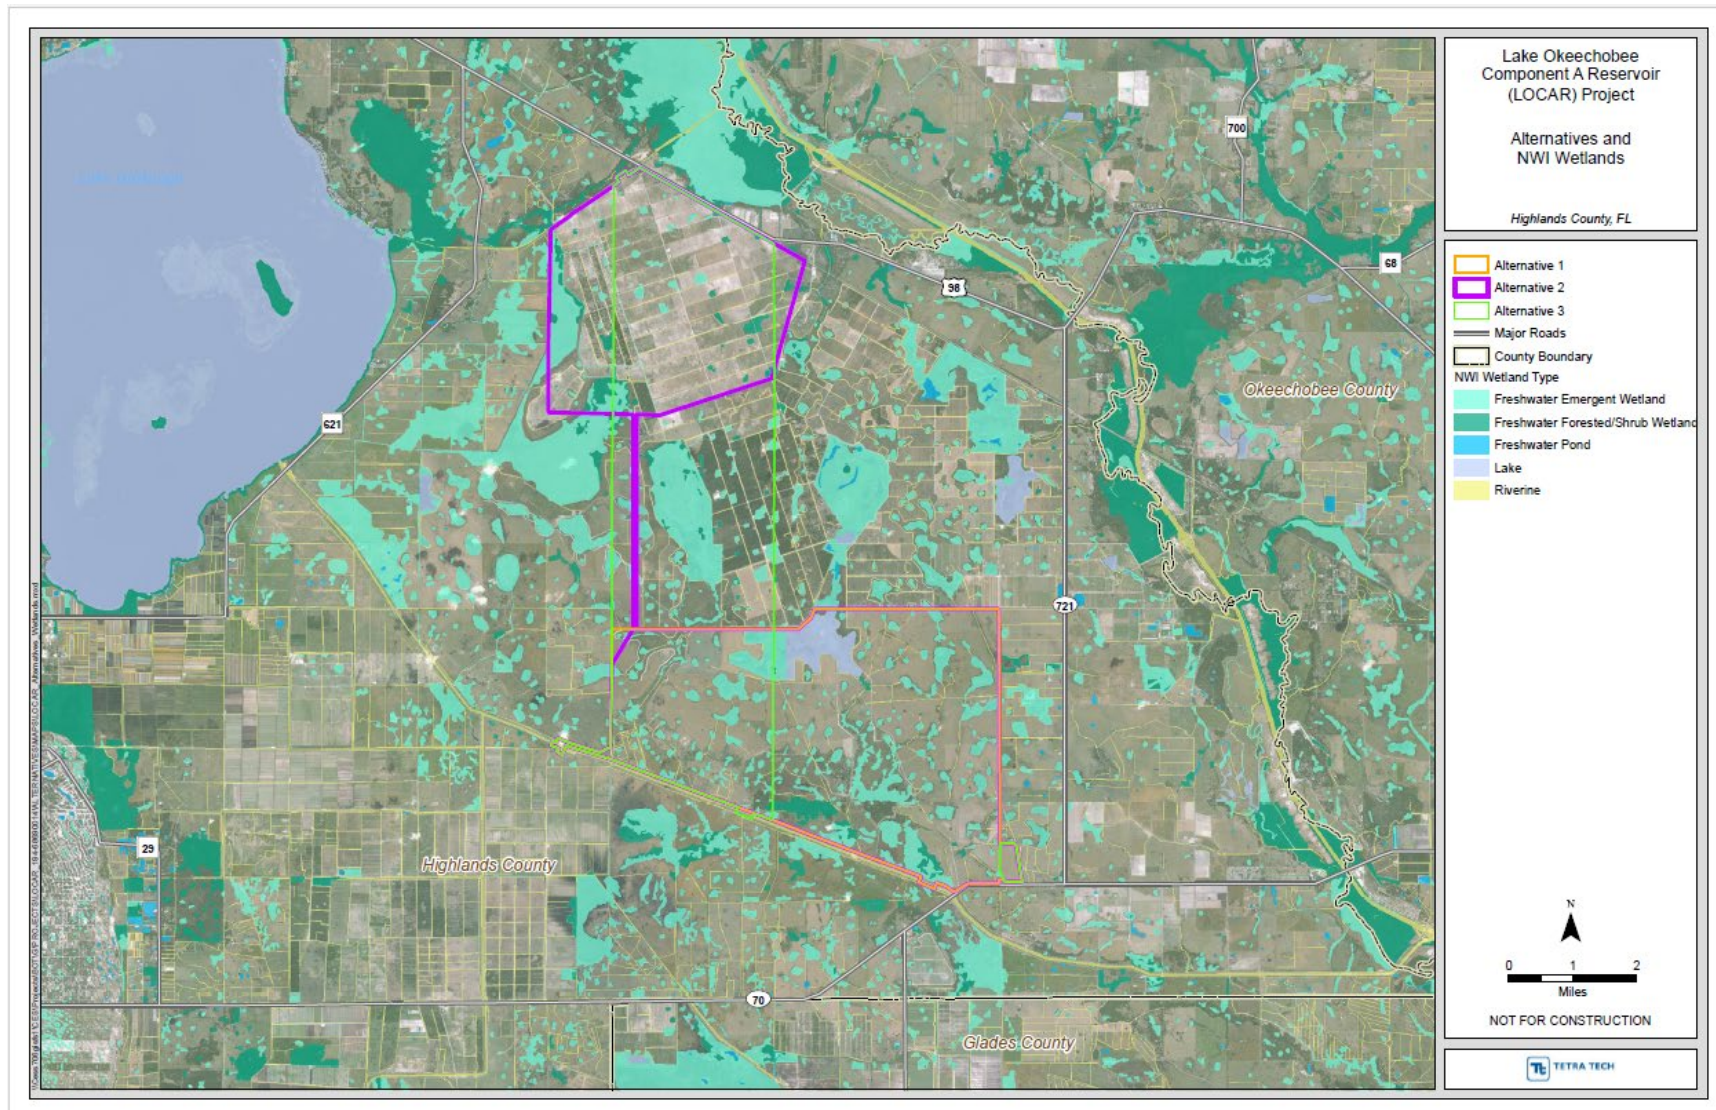 Lake Okeechobee
Component A Reservoir
(LOCAR) Project
Alternatives and
NWI Wetlands
Highlands County, FL
Alternative 1
Alternative 2
Alternative 3
Major Roads
County Boundary
NWI Wetland Type
Freshwater Emergent Wetland
Freshwater Forested/Shrub Wetland
Freshwater Pond
Lake
Riverine
N
0 1 2
Miles
NOT FOR CONSTRUCTION
Tt TETRA TECH
700
68
98
Okeechobee County
621
721
29
Highlands County
70
Glades County